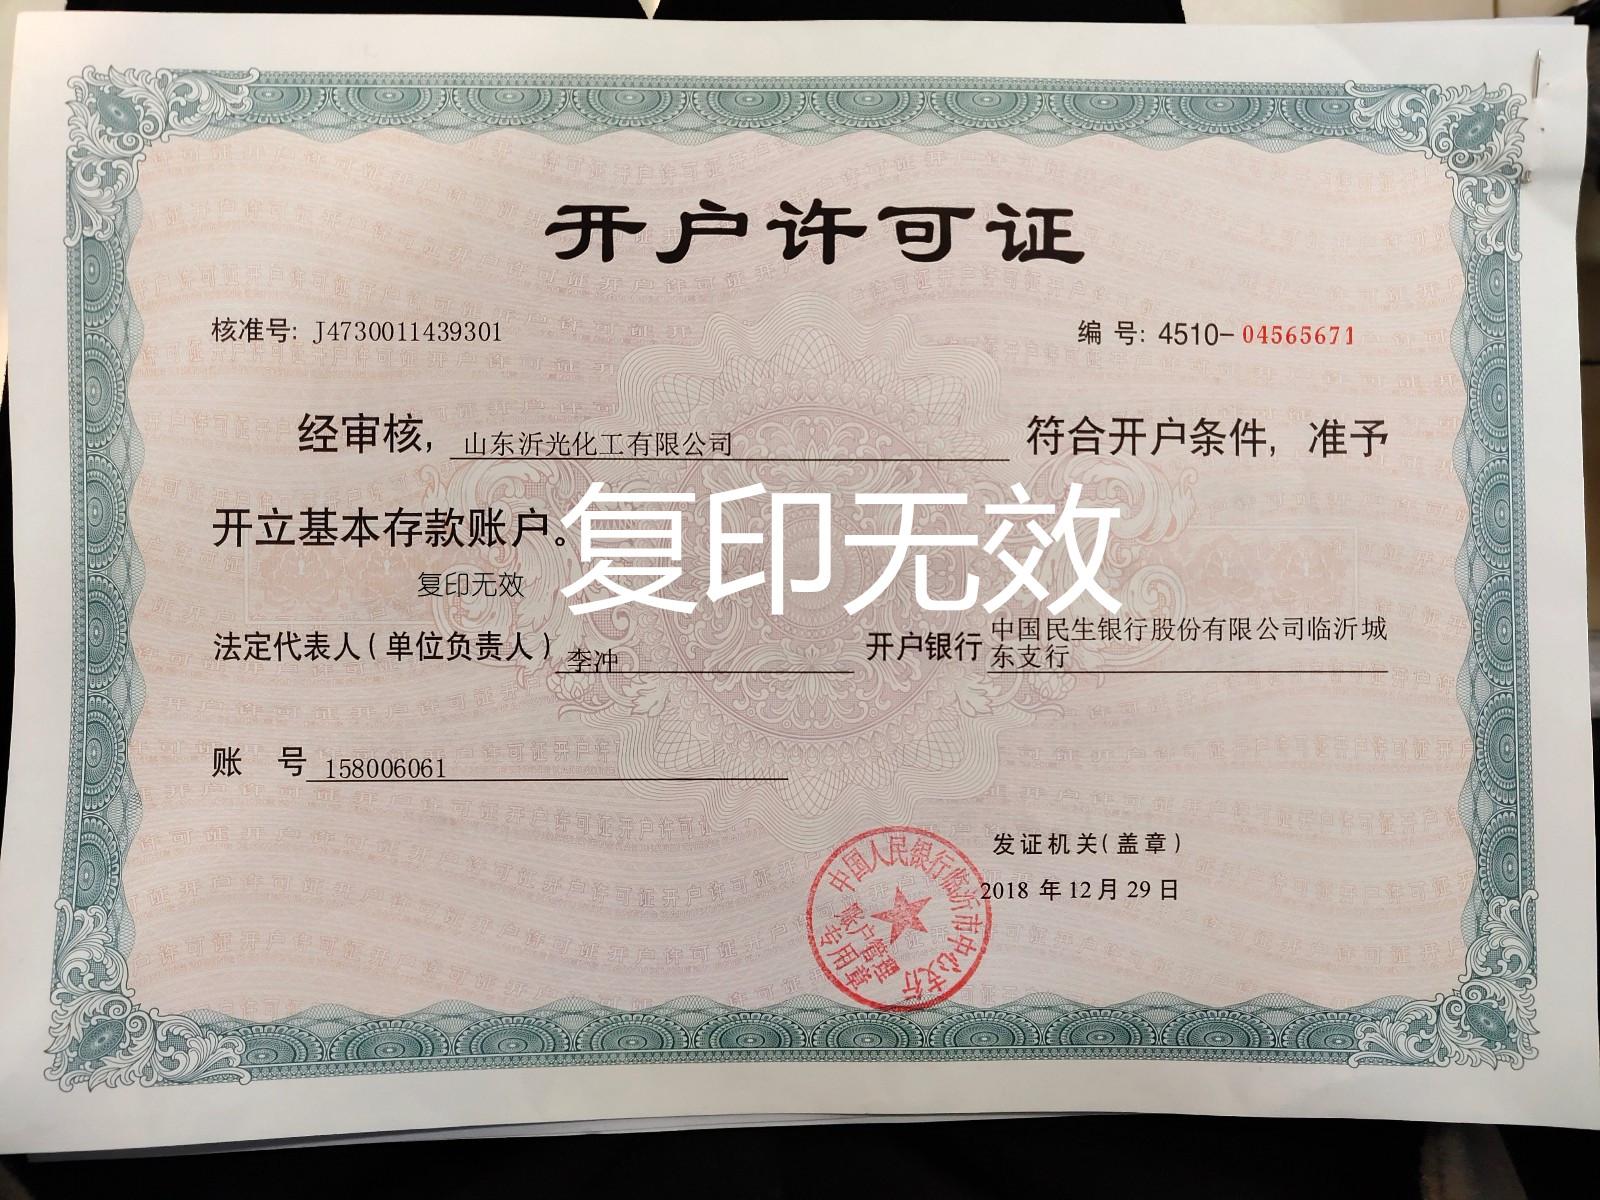 开户许可证
核准号: J4730011439301
编 号: 4510-04565671
经审核, 山东沂光化工有限公司 符合开户条件, 准予
开立基本存款账户。
复印无效
复印无效
法定代表人(单位负责人) 李冲
开户银行 中国民生银行股份有限公司临沂城
东支行
账 号 158006061
发证机关(盖章)
2018 年 12 月 29 日
中国人民银行临沂市中心支行
账户管理
专用章